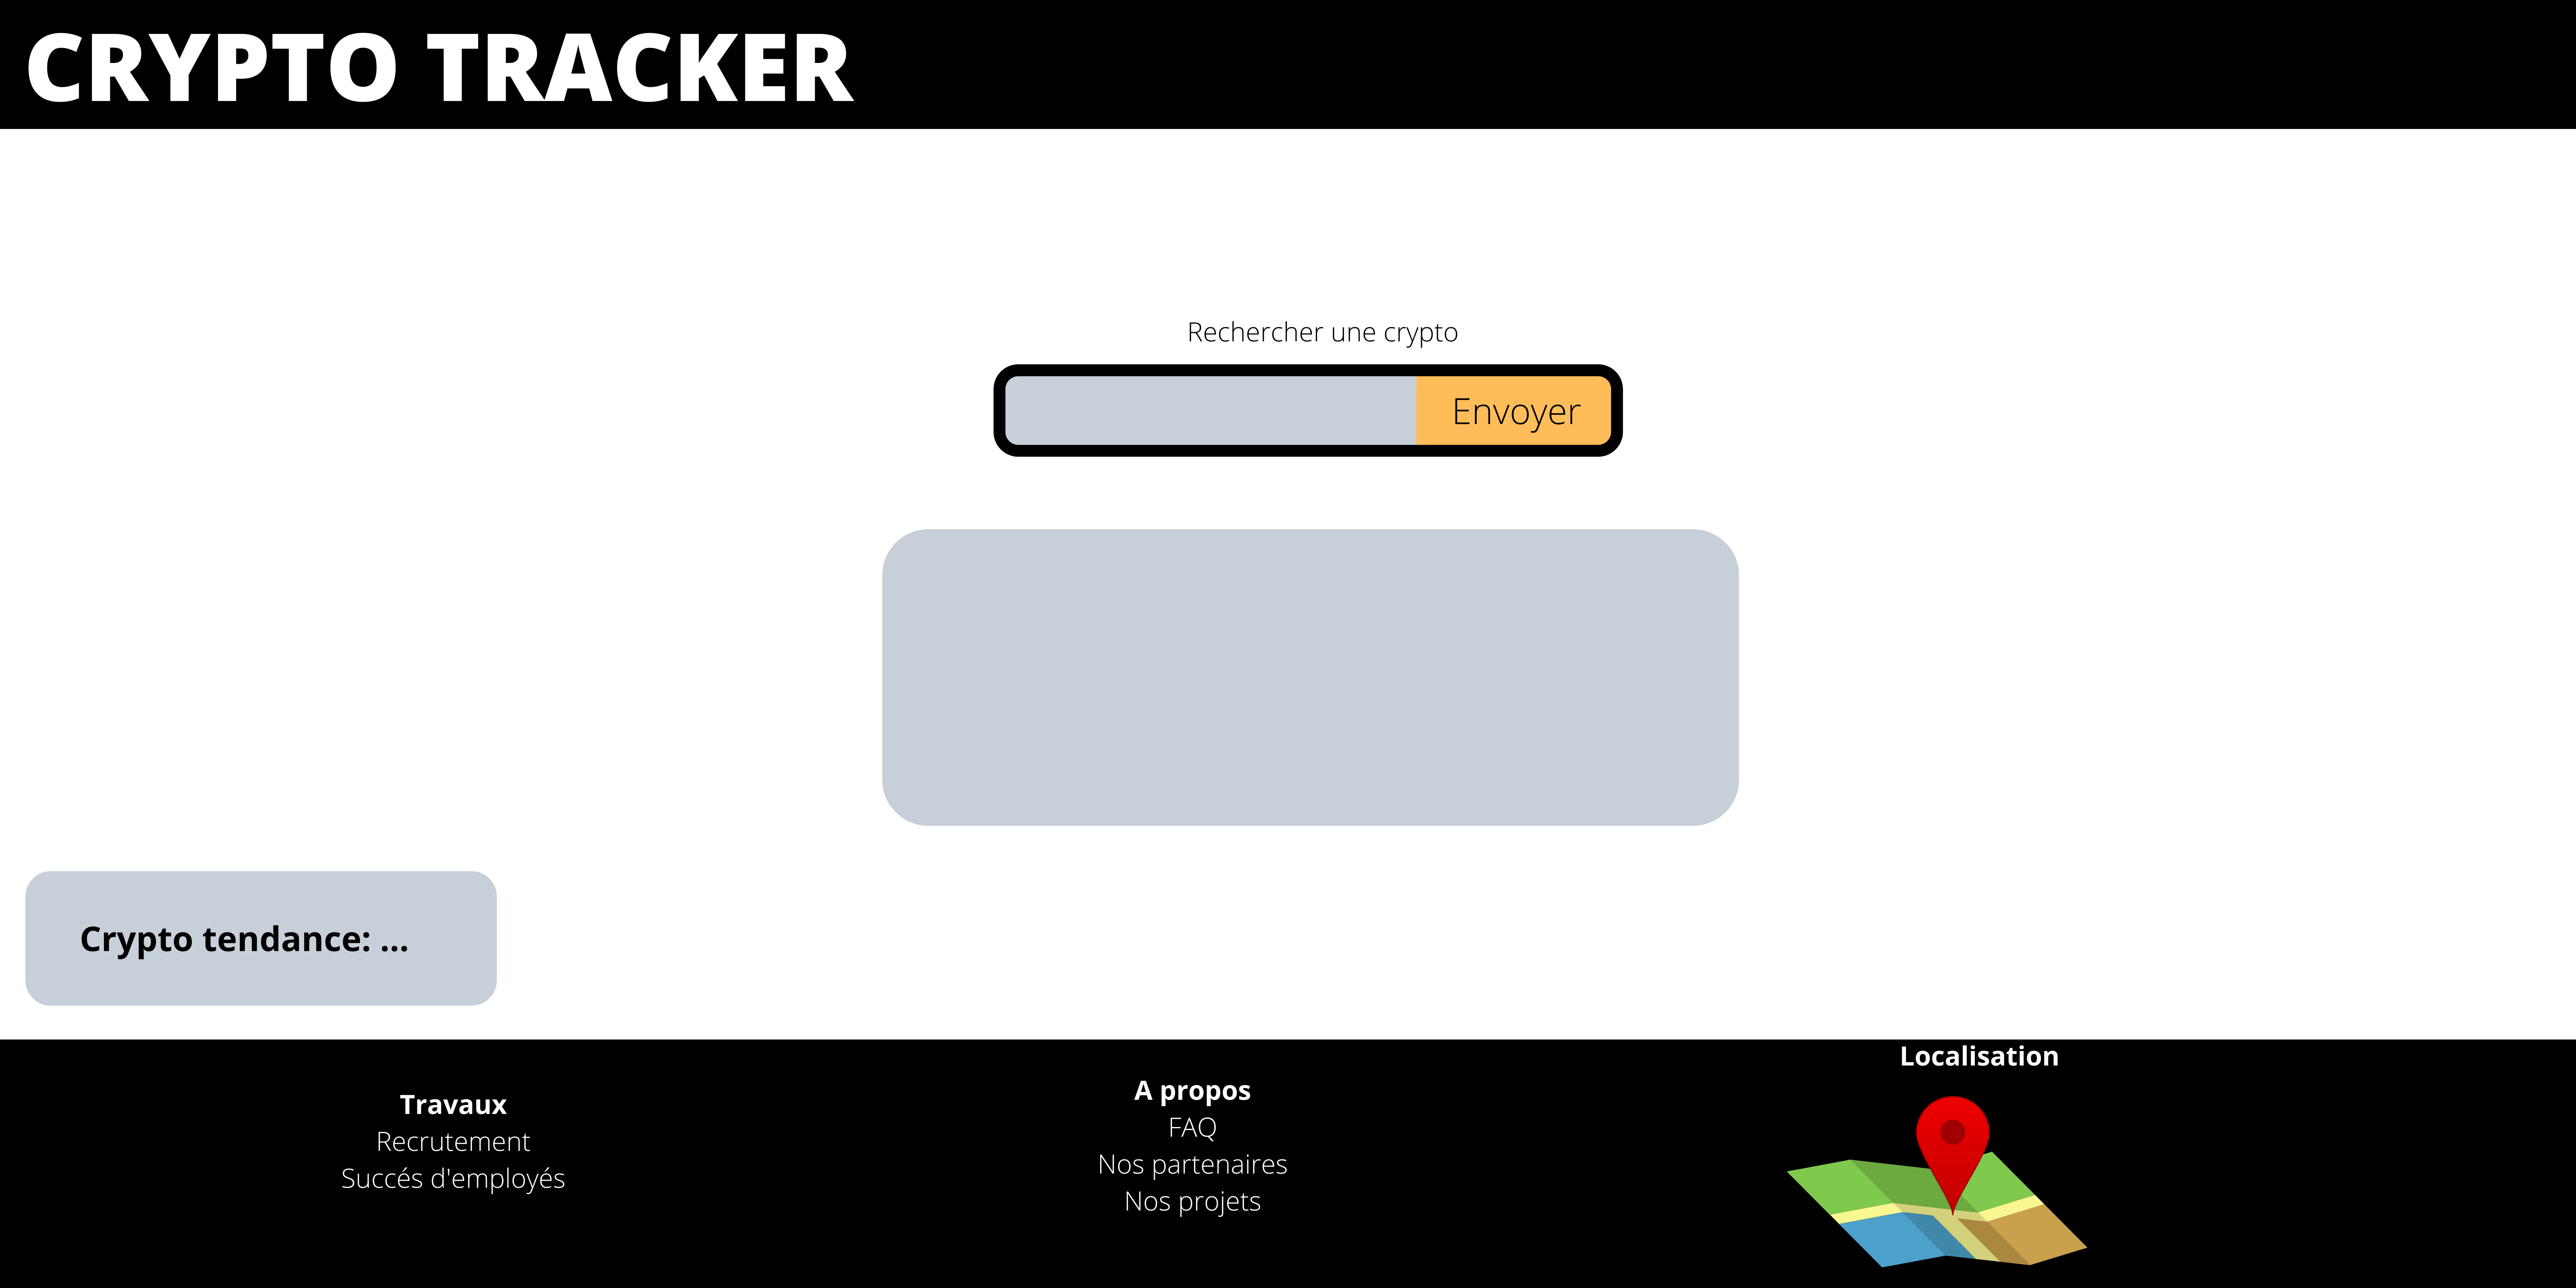 CRYPTO TRACKER
Rechercher une crypto
Envoyer
Crypto tendance: ...
Travaux
Recrutement
Succés d'employés
A propos
FAQ
Nos partenaires
Nos projets
Localisation